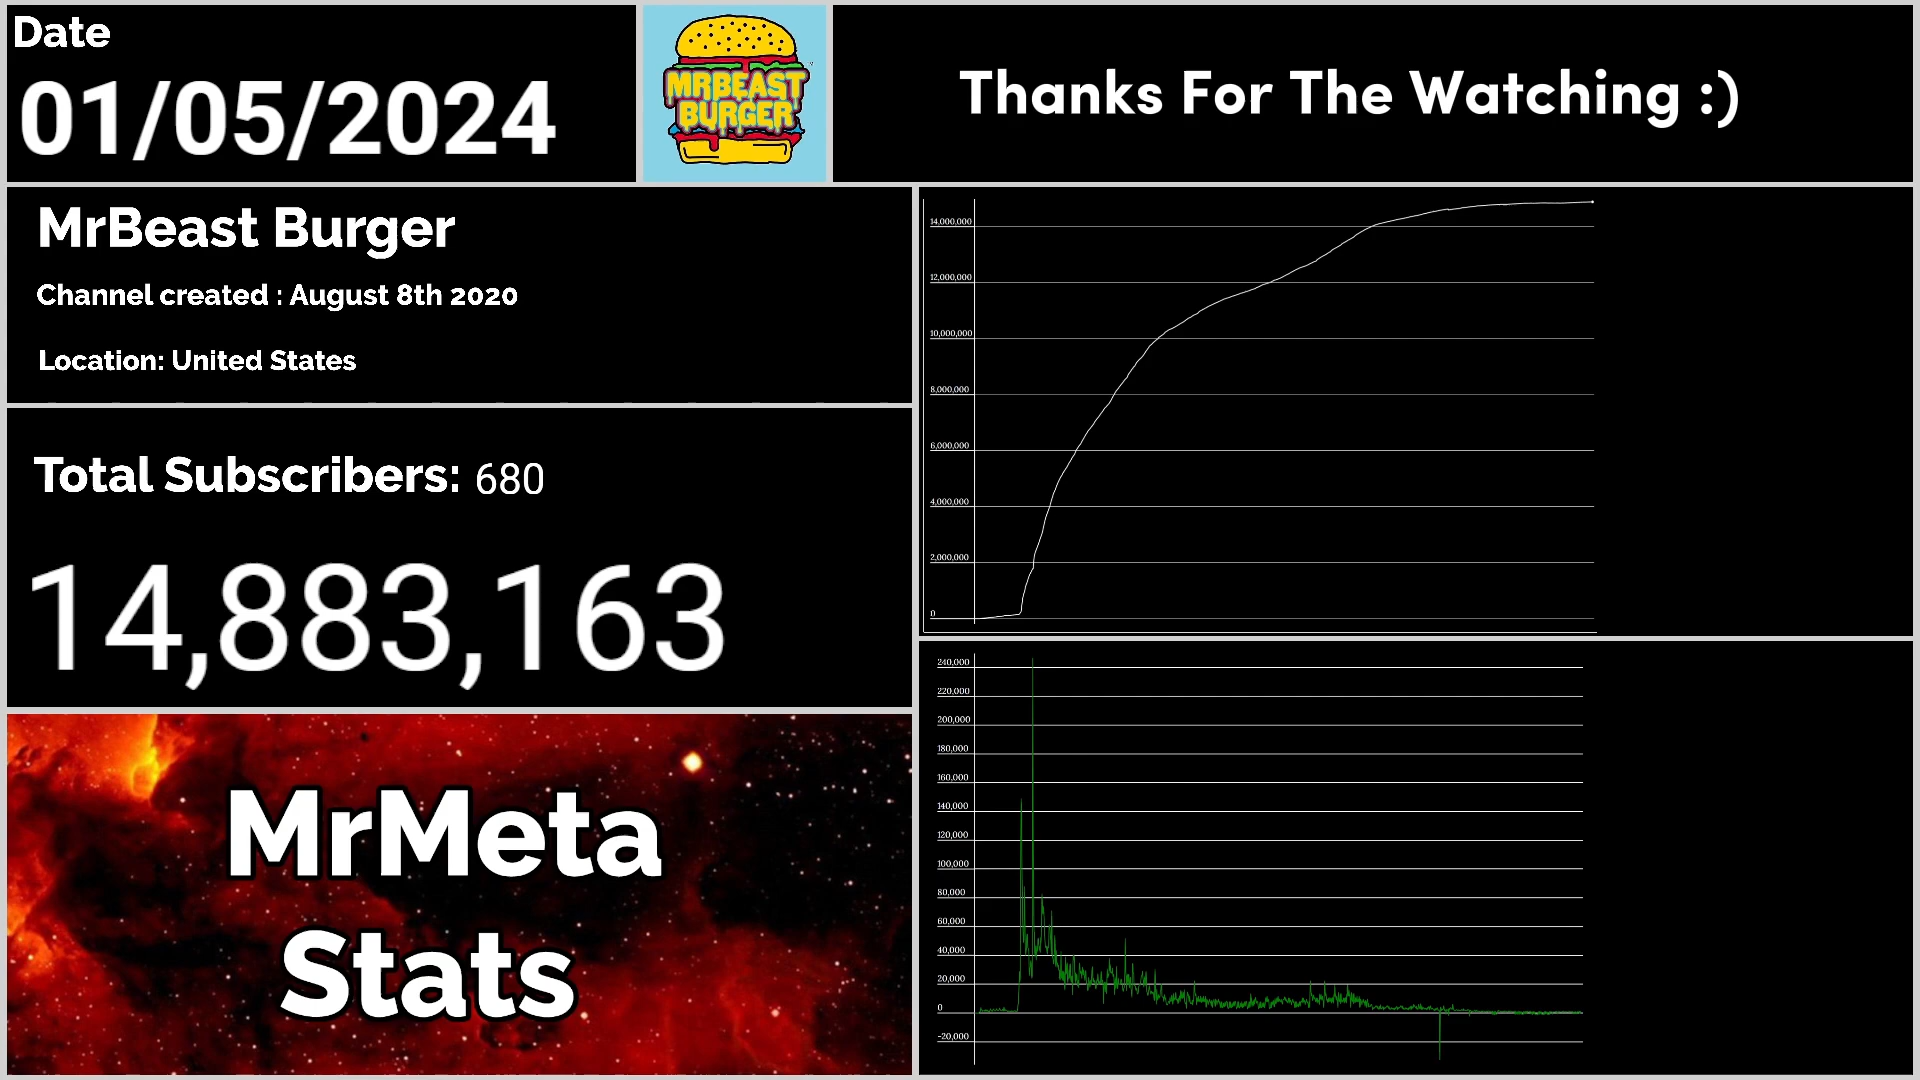 Date
01/05/2024
MRBEAST
BURGER
Thanks For The Watching :)
MrBeast Burger
Channel created : August 8th 2020
Location: United States
Total Subscribers: 680
14,883,163
MrMeta
Stats
14,000,000
12,000,000
10,000,000
8,000,000
6,000,000
4,000,000
2,000,000
0
240,000
220,000
200,000
180,000
160,000
140,000
120,000
100,000
80,000
60,000
40,000
20,000
0
-20,000